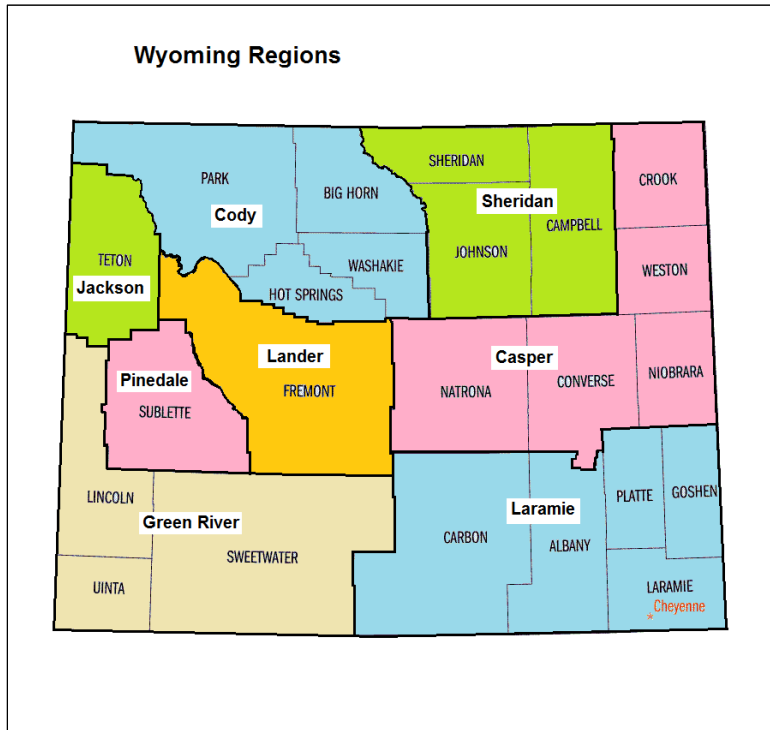 Wyoming Regions
SHERIDAN
PARK
BIG HORN
CROOK
Sheridan
Cody
CAMPBELL
JOHNSON
TETON
WASHAKIE
WESTON
Jackson
HOT SPRINGS
Lander
Casper
Pinedale
FREMONT
NATRONA
CONVERSE
NIOBRARA
SUBLETTE
LINCOLN
PLATTE
GOSHEN
Green River
Laramie
CARBON
ALBANY
SWEETWATER
UINTA
LARAMIE
* Cheyenne